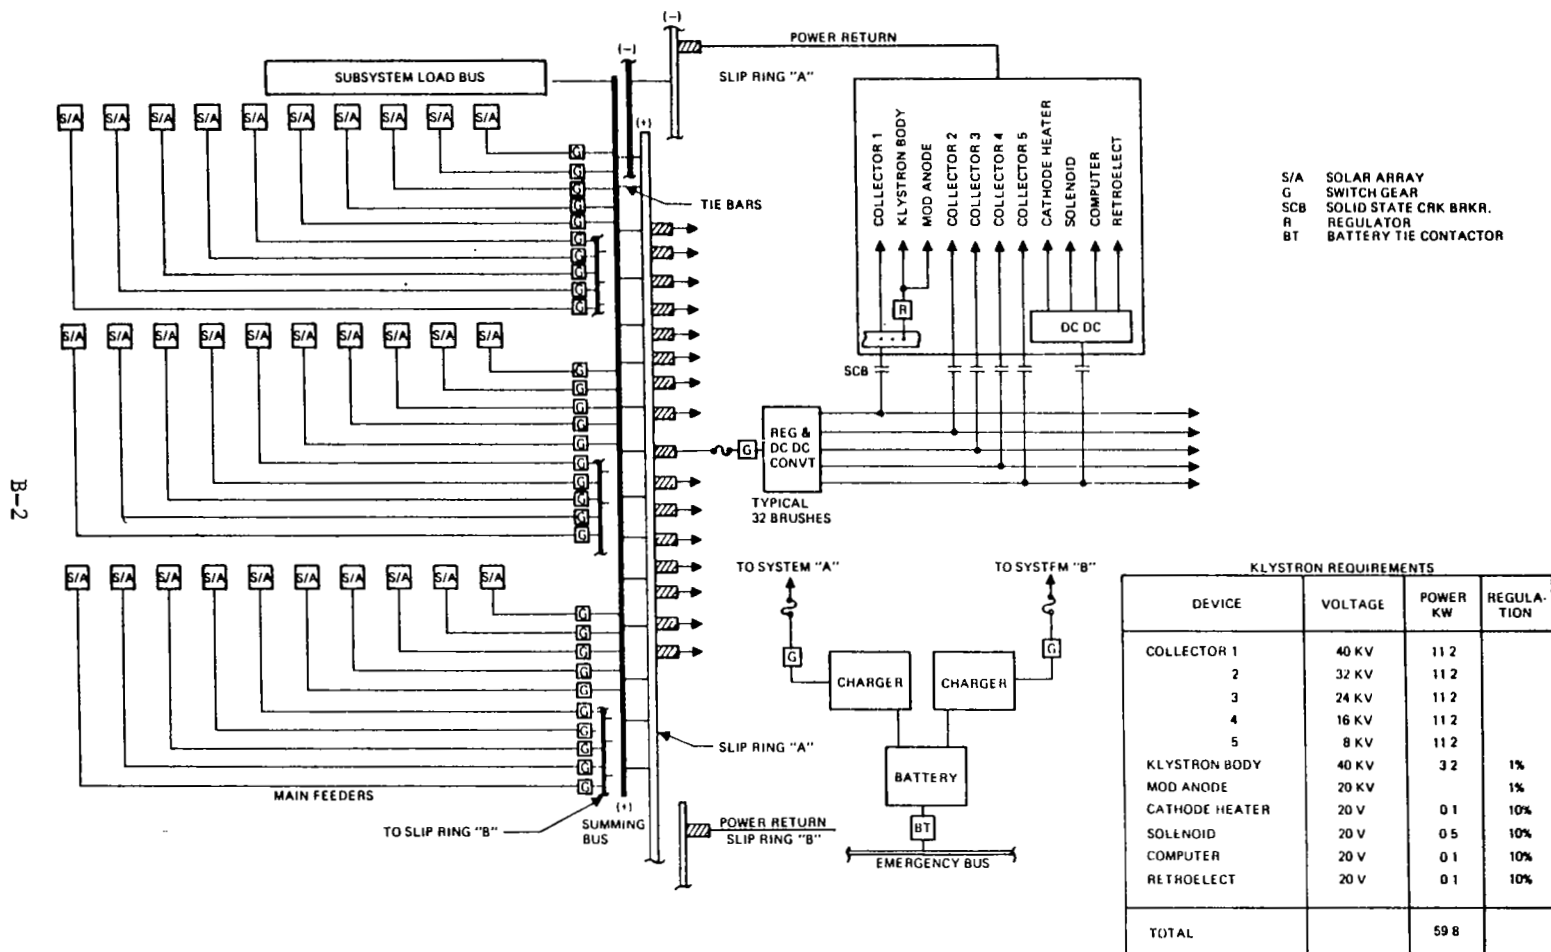 (-)
POWER RETURN
(-)
SUBSYSTEM LOAD BUS
SLIP RING "A"
S/A S/A S/A S/A S/A S/A S/A S/A S/A S/A
(+)
COLLECTOR 1
KLYSTRON BODY
MOD ANODE
COLLECTOR 2
COLLECTOR 3
COLLECTOR 4
COLLECTOR 5
CATHODE HEATER
SOLENOID
COMPUTER
RETROELECT
G
G
G
G
G
G
G
G
G
G
TIE BARS
S/A SOLAR ARRAY
G SWITCH GEAR
SCB SOLID STATE CRK BRKR.
R REGULATOR
BT BATTERY TIE CONTACTOR
R
DC DC
SCB
S/A S/A S/A S/A S/A S/A S/A S/A S/A S/A
G
G
G
G
G
G
G
G
G
G
G
REG &
DC DC
CONVT
TYPICAL
32 BRUSHES
B-2
S/A S/A S/A S/A S/A S/A S/A S/A S/A S/A
G
G
G
G
G
G
G
G
G
G
MAIN FEEDERS
TO SLIP RING "B"
(+)
SUMMING
BUS
SLIP RING "A"
POWER RETURN
SLIP RING "B"
TO SYSTEM "A"
TO SYSTEM "B"
G
G
CHARGER
CHARGER
BATTERY
BT
EMERGENCY BUS
KLYSTRON REQUIREMENTS
DEVICE VOLTAGE POWER KW REGULA-TION
COLLECTOR 1 40 KV 11 2
2 32 KV 11 2
3 24 KV 11 2
4 16 KV 11 2
5 8 KV 11 2
KLYSTRON BODY 40 KV 3 2 1%
MOD ANODE 20 KV 1%
CATHODE HEATER 20 V 0 1 10%
SOLENOID 20 V 0 5 10%
COMPUTER 20 V 0 1 10%
RETROELECT 20 V 0 1 10%
TOTAL 59 8